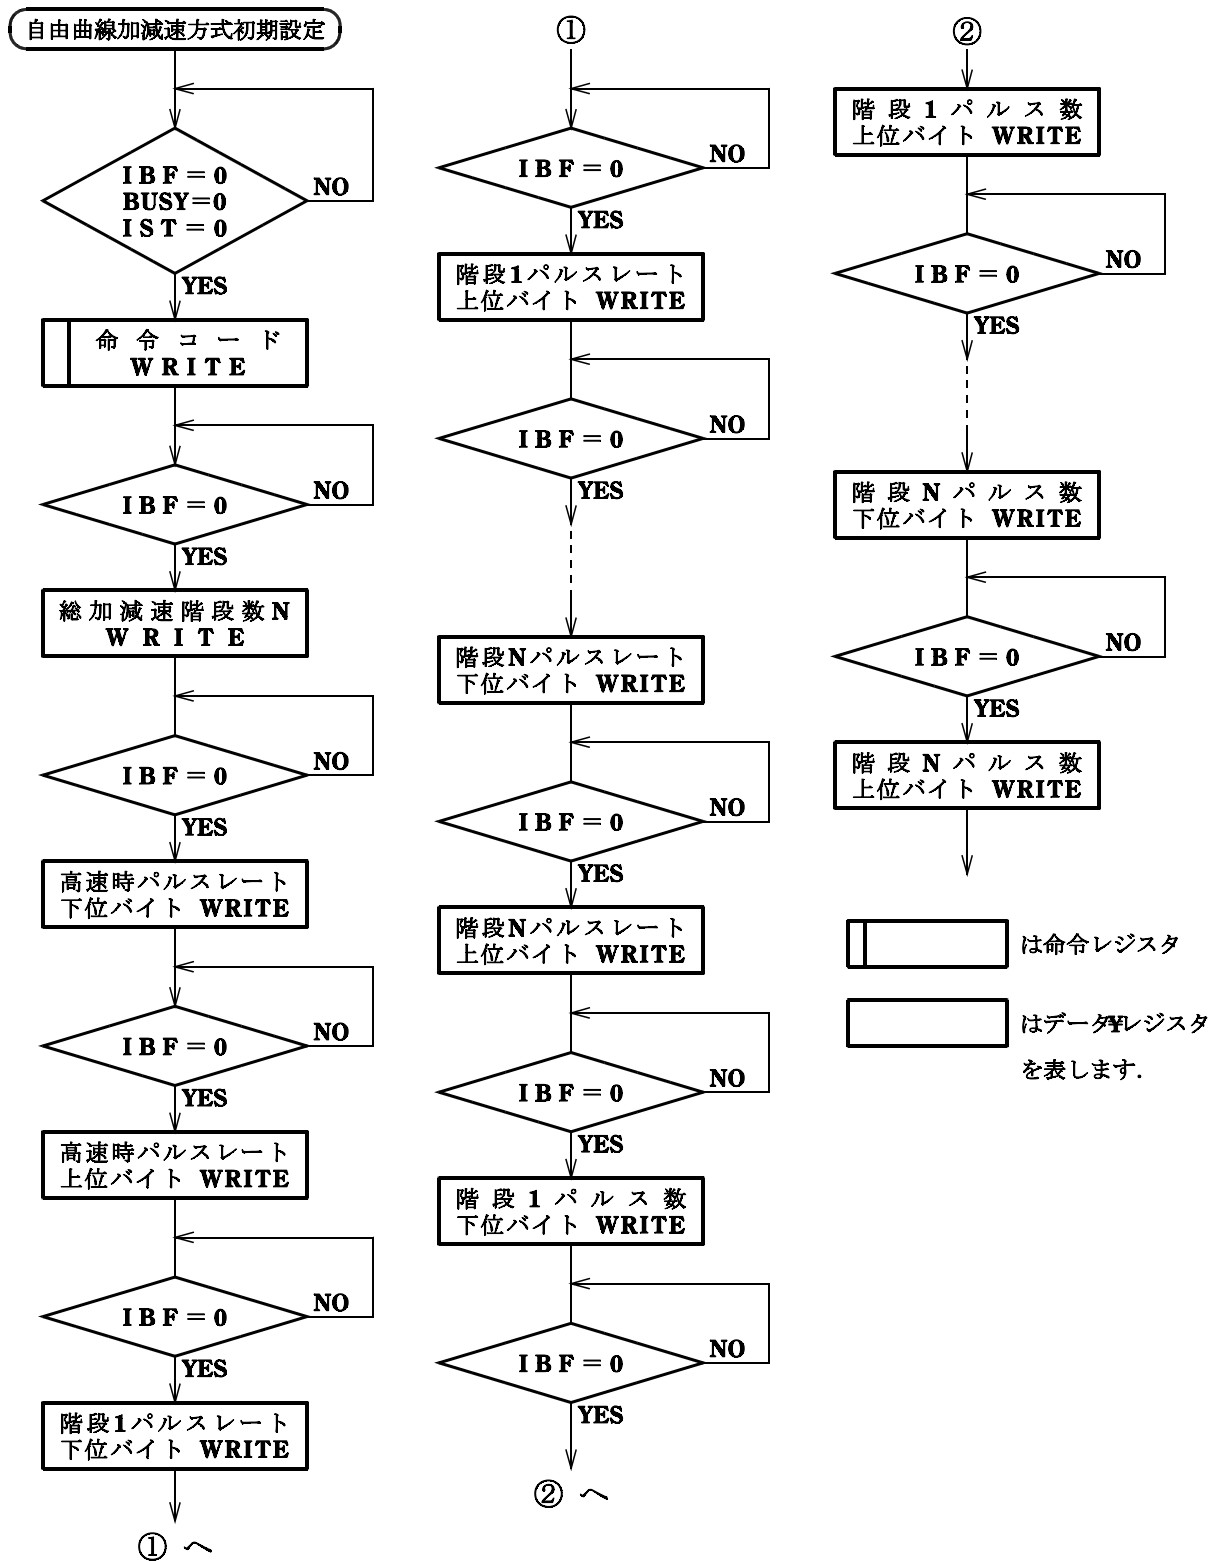 自由曲線加減速方式初期設定
IBF=0
BUSY=0
IST=0
NO
YES
命令コード
WRITE
IBF=0
NO
YES
総加減速階段数N
WRITE
IBF=0
NO
YES
高速時パルスレート
下位バイト WRITE
IBF=0
NO
YES
高速時パルスレート
上位バイト WRITE
IBF=0
NO
YES
階段1パルスレート
下位バイト WRITE
① へ
①
IBF=0
NO
YES
階段1パルスレート
上位バイト WRITE
IBF=0
NO
YES
階段Nパルスレート
下位バイト WRITE
IBF=0
NO
YES
階段Nパルスレート
上位バイト WRITE
IBF=0
NO
YES
階段1パルス数
下位バイト WRITE
IBF=0
NO
YES
② へ
②
階段1パルス数
上位バイト WRITE
IBF=0
NO
YES
階段Nパルス数
下位バイト WRITE
IBF=0
NO
YES
階段Nパルス数
上位バイト WRITE
は命令レジスタ
はデータ¥レジスタ
を表します.